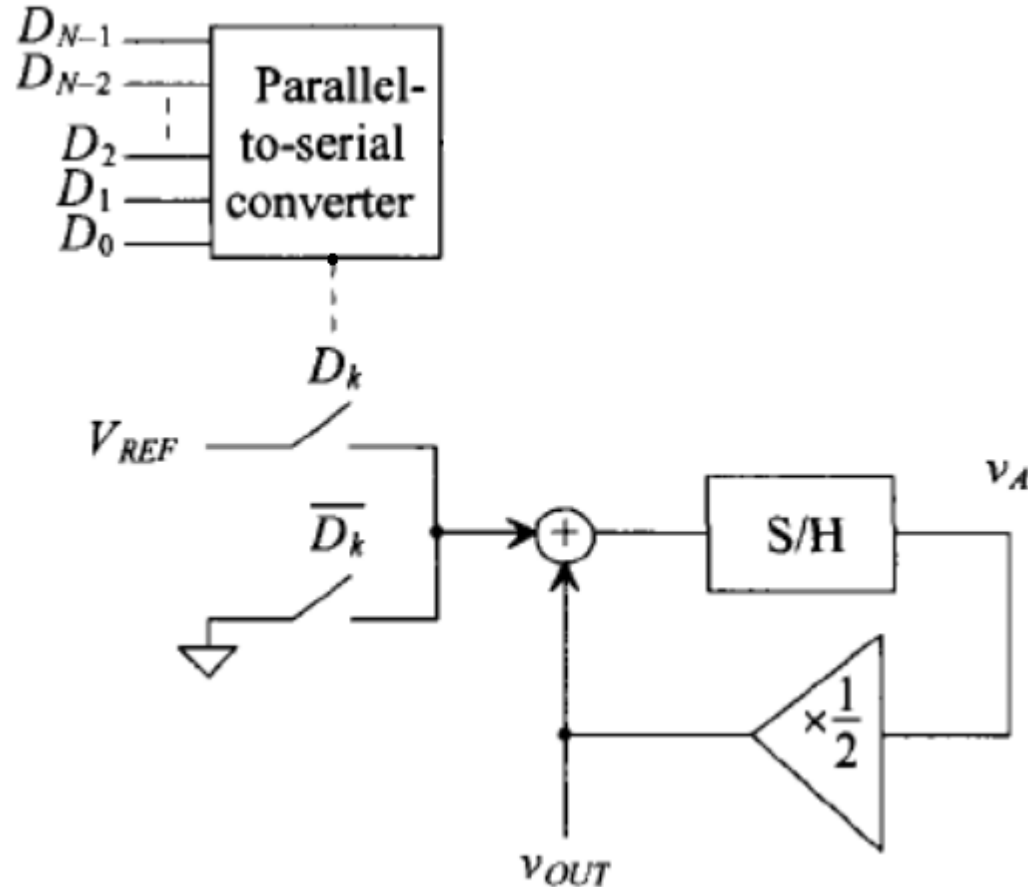 D_{N-1}
D_{N-2}
D_2
D_1
D_0
Parallel-
to-serial
converter
D_k
V_{REF}
\overline{D_k}
+
S/H
v_A
×\frac{1}{2}
v_{OUT}